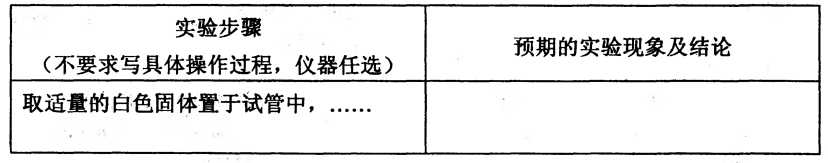 实验步骤
（不要求写具体操作过程，仪器任选）
预期的实验现象及结论
取适量的白色固体置于试管中，……